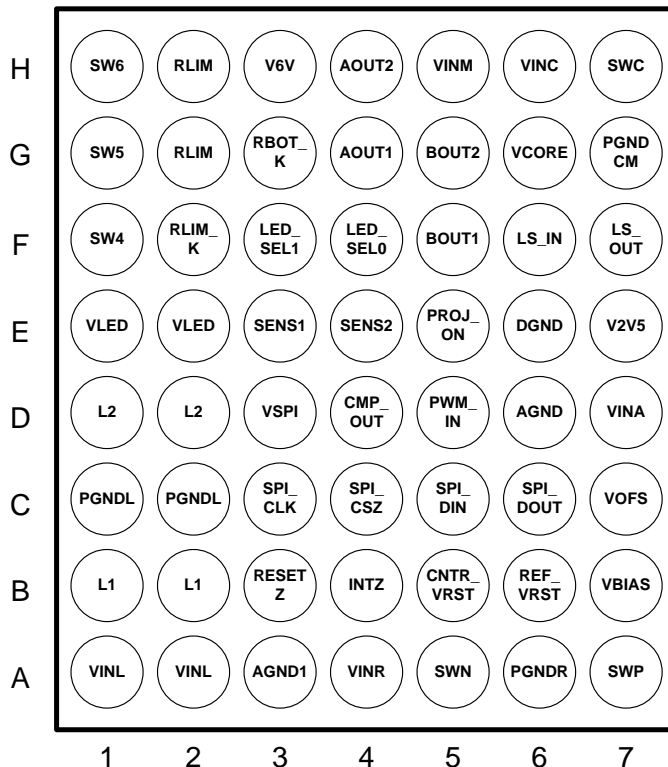 H SW6 RLIM V6V AOUT2 VINM VINC SWC
G SW5 RLIM RBOT_ K AOUT1 BOUT2 VCORE PGND CM
F SW4 RLIM_ K LED_ SEL1 LED_ SEL0 BOUT1 LS_IN LS_ OUT
E VLED VLED SENS1 SENS2 PROJ_ ON DGND V2V5
D L2 L2 VSPI CMP_ OUT PWM_ IN AGND VINA
C PGNDL PGNDL SPI_ CLK SPI_ CSZ SPI_ DIN SPI_ DOUT VOFS
B L1 L1 RESET Z INTZ CNTR_ VRST REF_ VRST VBIAS
A VINL VINL AGND1 VINR SWN PGNDR SWP
1 2 3 4 5 6 7